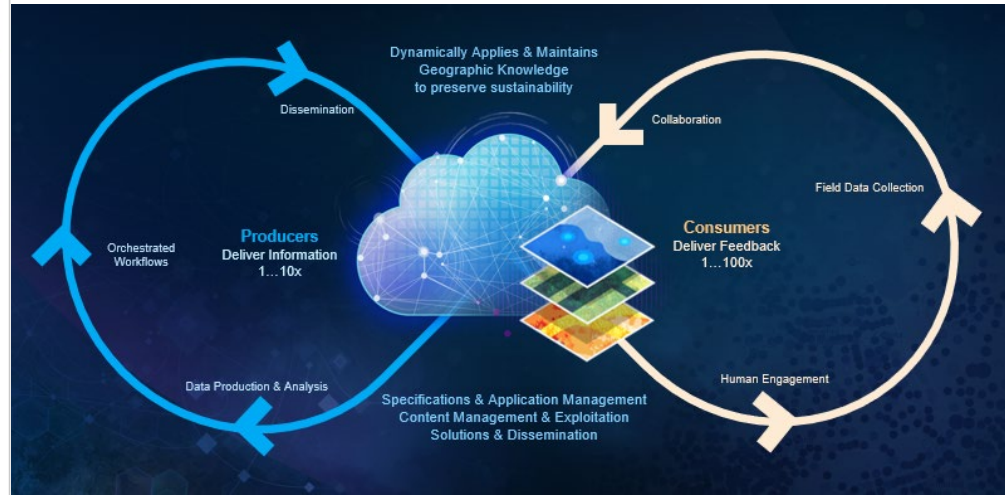 Dynamically Applies & Maintains
Geographic Knowledge
to preserve sustainability
Dissemination
Collaboration
Field Data Collection
Producers
Deliver Information
1...10x
Consumers
Deliver Feedback
1...100x
Orchestrated
Workflows
Data Production & Analysis
Human Engagement
Specifications & Application Management
Content Management & Exploitation
Solutions & Dissemination